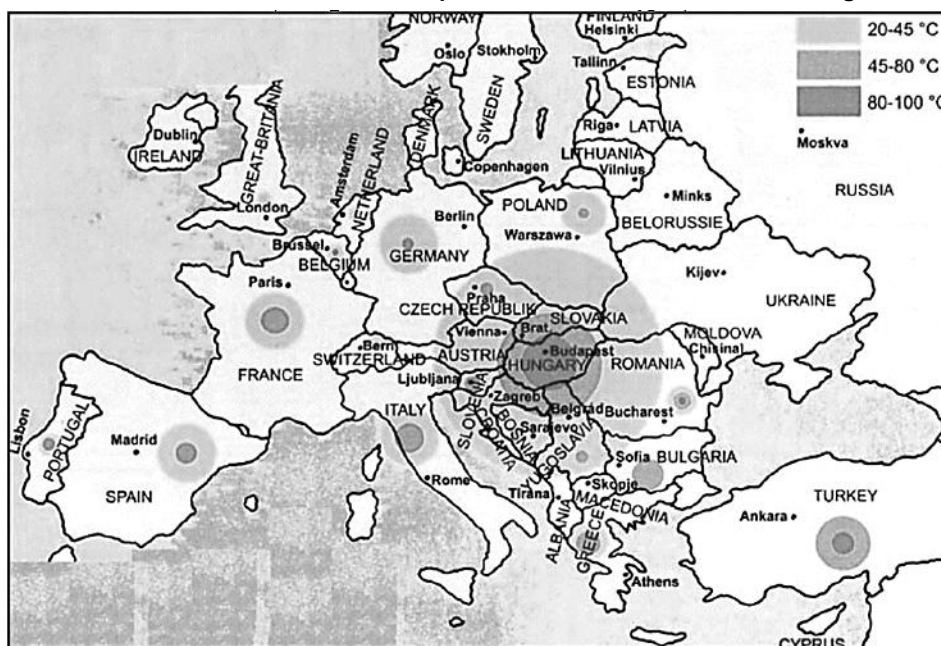 NORWAY
FINLAND
Helsinki
20-45 °C
Oslo
Stokholm
Tallinn
45-80 °C
ESTONIA
SWEDEN
80-100 °C
DENMARK
Riga
LATVIA
Moskva
Dublin
IRELAND
GREAT-BRITANIA
LITHUANIA
Vilnius
Copenhagen
Amsterdam
NETHERLAND
Minks
RUSSIA
London
Berlin
POLAND
BELORUSSIE
Warszawa
Brussel
BELGIUM
GERMANY
Kijev
Paris
Praha
CZECH REPUBLIK
UKRAINE
SLOVAKIA
Vienna
Brat.
MOLDOVA
Chisinal
Bern
SWITZERLAND
AUSTRIA
Budapest
HUNGARY
ROMANIA
FRANCE
Ljubljana
Zagreb
SLOVENIA
CROATIA
ITALY
BOSNIA
Belgrád
Bucharest
Sarajevo
YUGOSLAVIA
Lisbon
PORTUGAL
Madrid
Sofia
BULGARIA
SPAIN
Rome
Skopje
Tirana
MACEDONIA
TURKEY
ALBANIA
GREECE
Ankara
Athens
CYPRUS